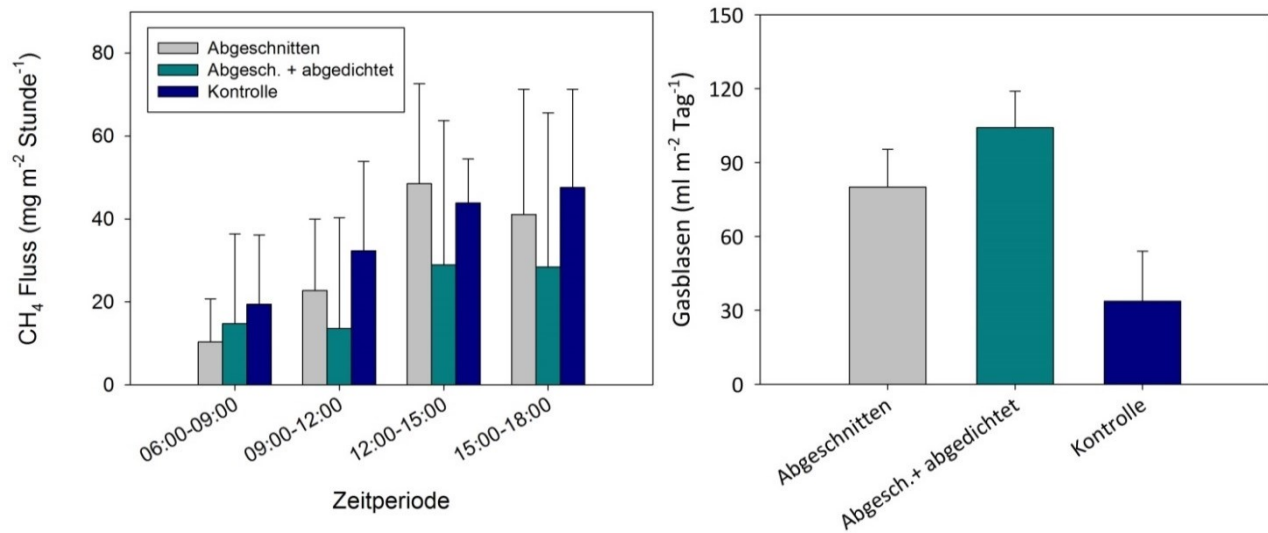 CH₄ Fluss (mg m⁻² Stunde⁻¹)
80
60
40
20
0
Abgeschnitten
Abgesch. + abgedichtet
Kontrolle
06:00-09:00
09:00-12:00
12:00-15:00
15:00-18:00
Zeitperiode
Gasblasen (ml m⁻² Tag⁻¹)
150
120
90
60
30
0
Abgeschnitten
Abgesch.+ abgedichtet
Kontrolle